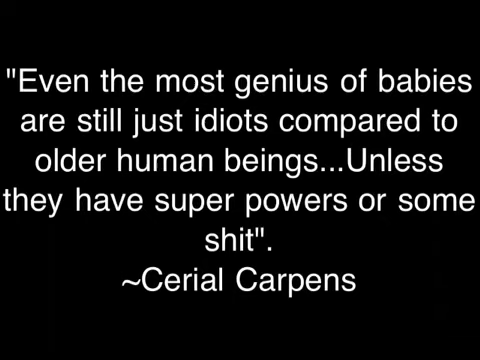 "Even the most genius of babies
are still just idiots compared to
older human beings...Unless
they have super powers or some
shit".
~Cerial Carpens